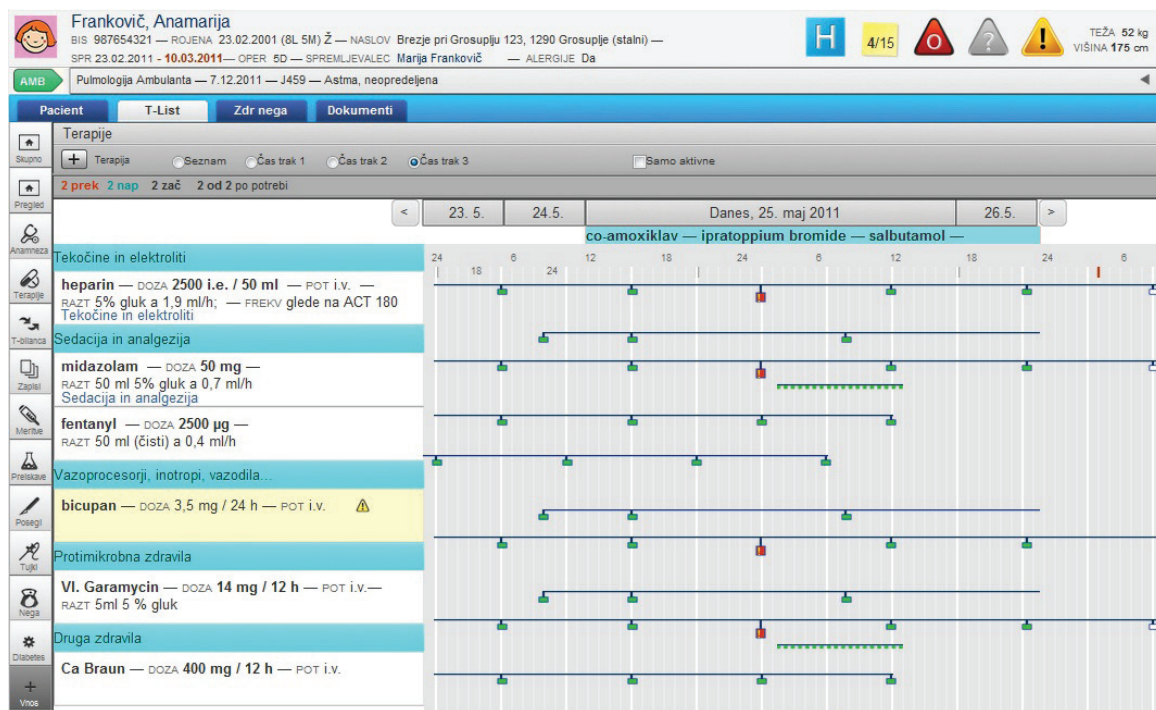 Frankovič, Anamarija
BIS 987654321 — ROJENA 23.02.2001 (8L 5M) Ž — NASLOV Brezje pri Grosuplju 123, 1290 Grosuplje (stalni) —
SPR 23.02.2011 - 10.03.2011— OPER 5D — SPREMLJEVALEC Marija Frankovič — ALERGIJE Da
H
4/15
O
?
!
TEŽA 52 kg
VIŠINA 175 cm
AMB
Pulmologija Ambulanta — 7.12.2011 — J459 — Astma, neopredeljena
Pacient T-List Zdr nega Dokumenti
Skupno
Pregled
Anamneza
Terapije
T-bilanca
Zapisi
Meritve
Preiskave
Posegi
Tujki
Nega
Diabetes
Vnos
Terapije
+ Terapija Seznam Čas trak 1 Čas trak 2 Čas trak 3 Samo aktivne
2 prek 2 nap 2 zač 2 od 2 po potrebi
< 23. 5. 24.5. Danes, 25. maj 2011 26.5. >
co-amoxiklav — ipratoppium bromide — salbutamol —
24 6 12 18 24 6 12 18 24 6
18 24
Tekočine in elektroliti
heparin — DOZA 2500 i.e. / 50 ml — POT i.v. —
RAZT 5% gluk a 1,9 ml/h; — FREKV glede na ACT 180
Tekočine in elektroliti
Sedacija in analgezija
midazolam — DOZA 50 mg —
RAZT 50 ml 5% gluk a 0,7 ml/h
Sedacija in analgezija
fentanyl — DOZA 2500 µg —
RAZT 50 ml (čisti) a 0,4 ml/h
Vazoprocesorji, inotropi, vazodila...
bicupan — DOZA 3,5 mg / 24 h — POT i.v.
Protimikrobna zdravila
VI. Garamycin — DOZA 14 mg / 12 h — POT i.v.—
RAZT 5ml 5 % gluk
Druga zdravila
Ca Braun — DOZA 400 mg / 12 h — POT i.v.